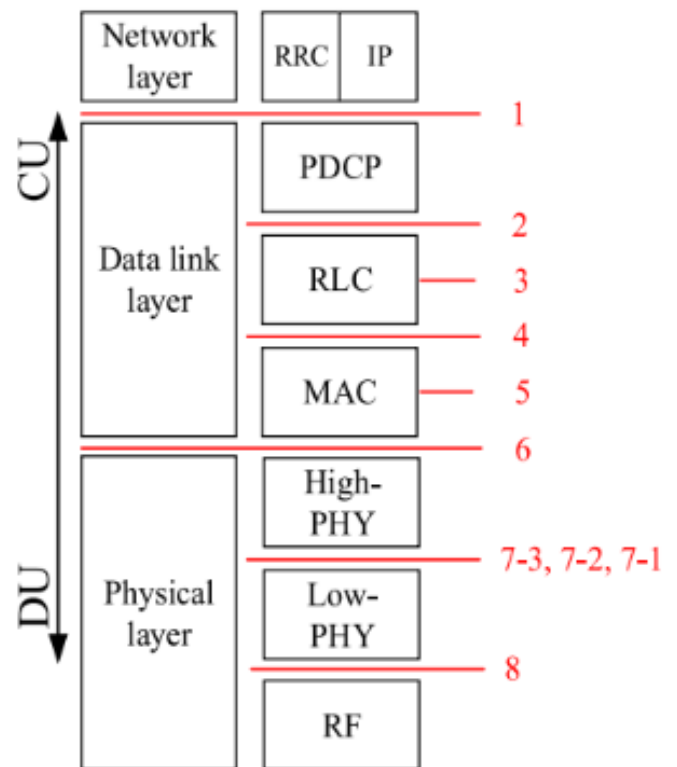 Network
layer
RRC
IP
1
CU
PDCP
2
Data link
layer
RLC
3
4
MAC
5
6
High-
PHY
7-3, 7-2, 7-1
DU
Physical
layer
Low-
PHY
8
RF